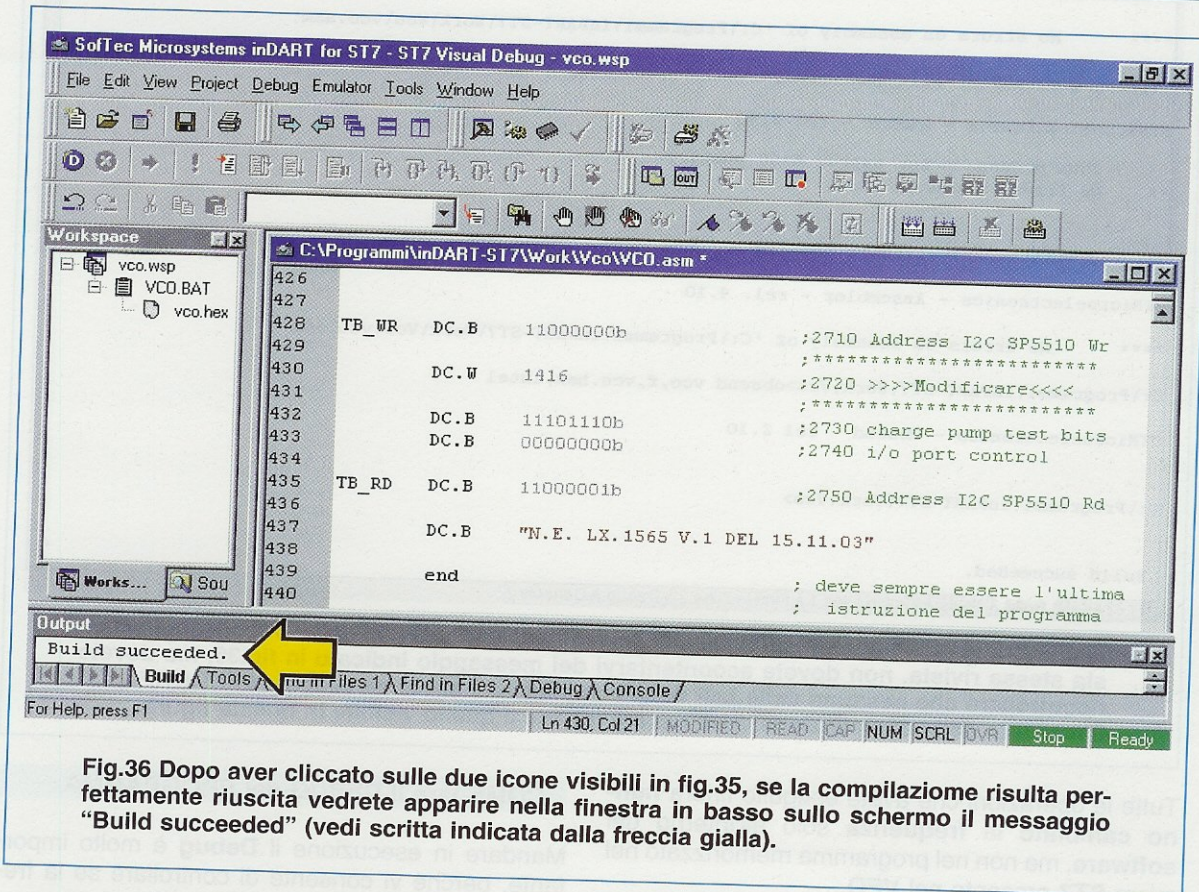 SofTec Microsystems inDART for ST7 - ST7 Visual Debug - vco.wsp
File Edit View Project Debug Emulator Tools Window Help
Workspace
vco.wsp
VCO.BAT
vco.hex
Works... Sou
C:\Programmi\inDART-ST7\Work\Vco\VCO.asm *
426
427
428 TB_WR DC.B 11000000b ;2710 Address I2C SP5510 Wr
429 ;**************************
430 DC.W 1416 ;2720 >>>>Modificare<<<<
431 ;**************************
432 DC.B 11101110b ;2730 charge pump test bits
433 DC.B 00000000b ;2740 i/o port control
434
435 TB_RD DC.B 11000001b ;2750 Address I2C SP5510 Rd
436
437 DC.B "N.E. LX.1565 V.1 DEL 15.11.03"
438
439 end ; deve sempre essere l'ultima
440 ; istruzione del programma
Output
Build succeeded.
Build Tools Find in Files 1 Find in Files 2 Debug Console
For Help, press F1 Ln 430, Col 21 MODIFIED READ CAP NUM SCRL OVR Stop Ready
Fig.36 Dopo aver cliccato sulle due icone visibili in fig.35, se la compilazione risulta per-
fettamente riuscita vedrete apparire nella finestra in basso sullo schermo il messaggio
“Build succeeded” (vedi scritta indicata dalla freccia gialla).